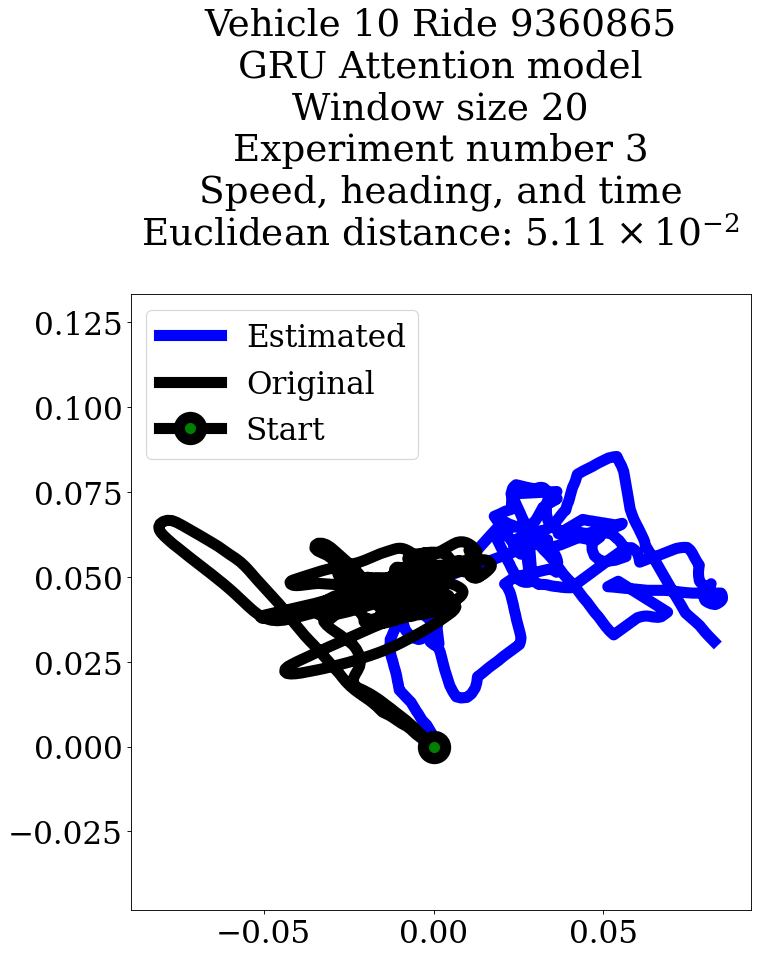 Vehicle 10 Ride 9360865
GRU Attention model
Window size 20
Experiment number 3
Speed, heading, and time
Euclidean distance: 5.11 × 10⁻²
0.125
0.100
0.075
0.050
0.025
0.000
−0.025
Estimated
Original
Start
−0.05
0.00
0.05